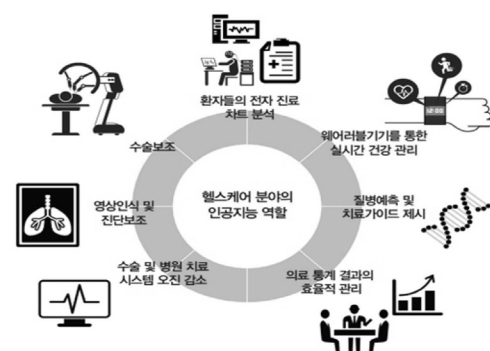 환자들의 전자 진료
차트 분석
웨어러블기기를 통한
실시간 건강 관리
질병예측 및
치료가이드 제시
의료 통계 결과의
효율적 관리
수술 및 병원 치료
시스템 오진 감소
영상인식 및
진단보조
수술보조
헬스케어 분야의
인공지능 역할